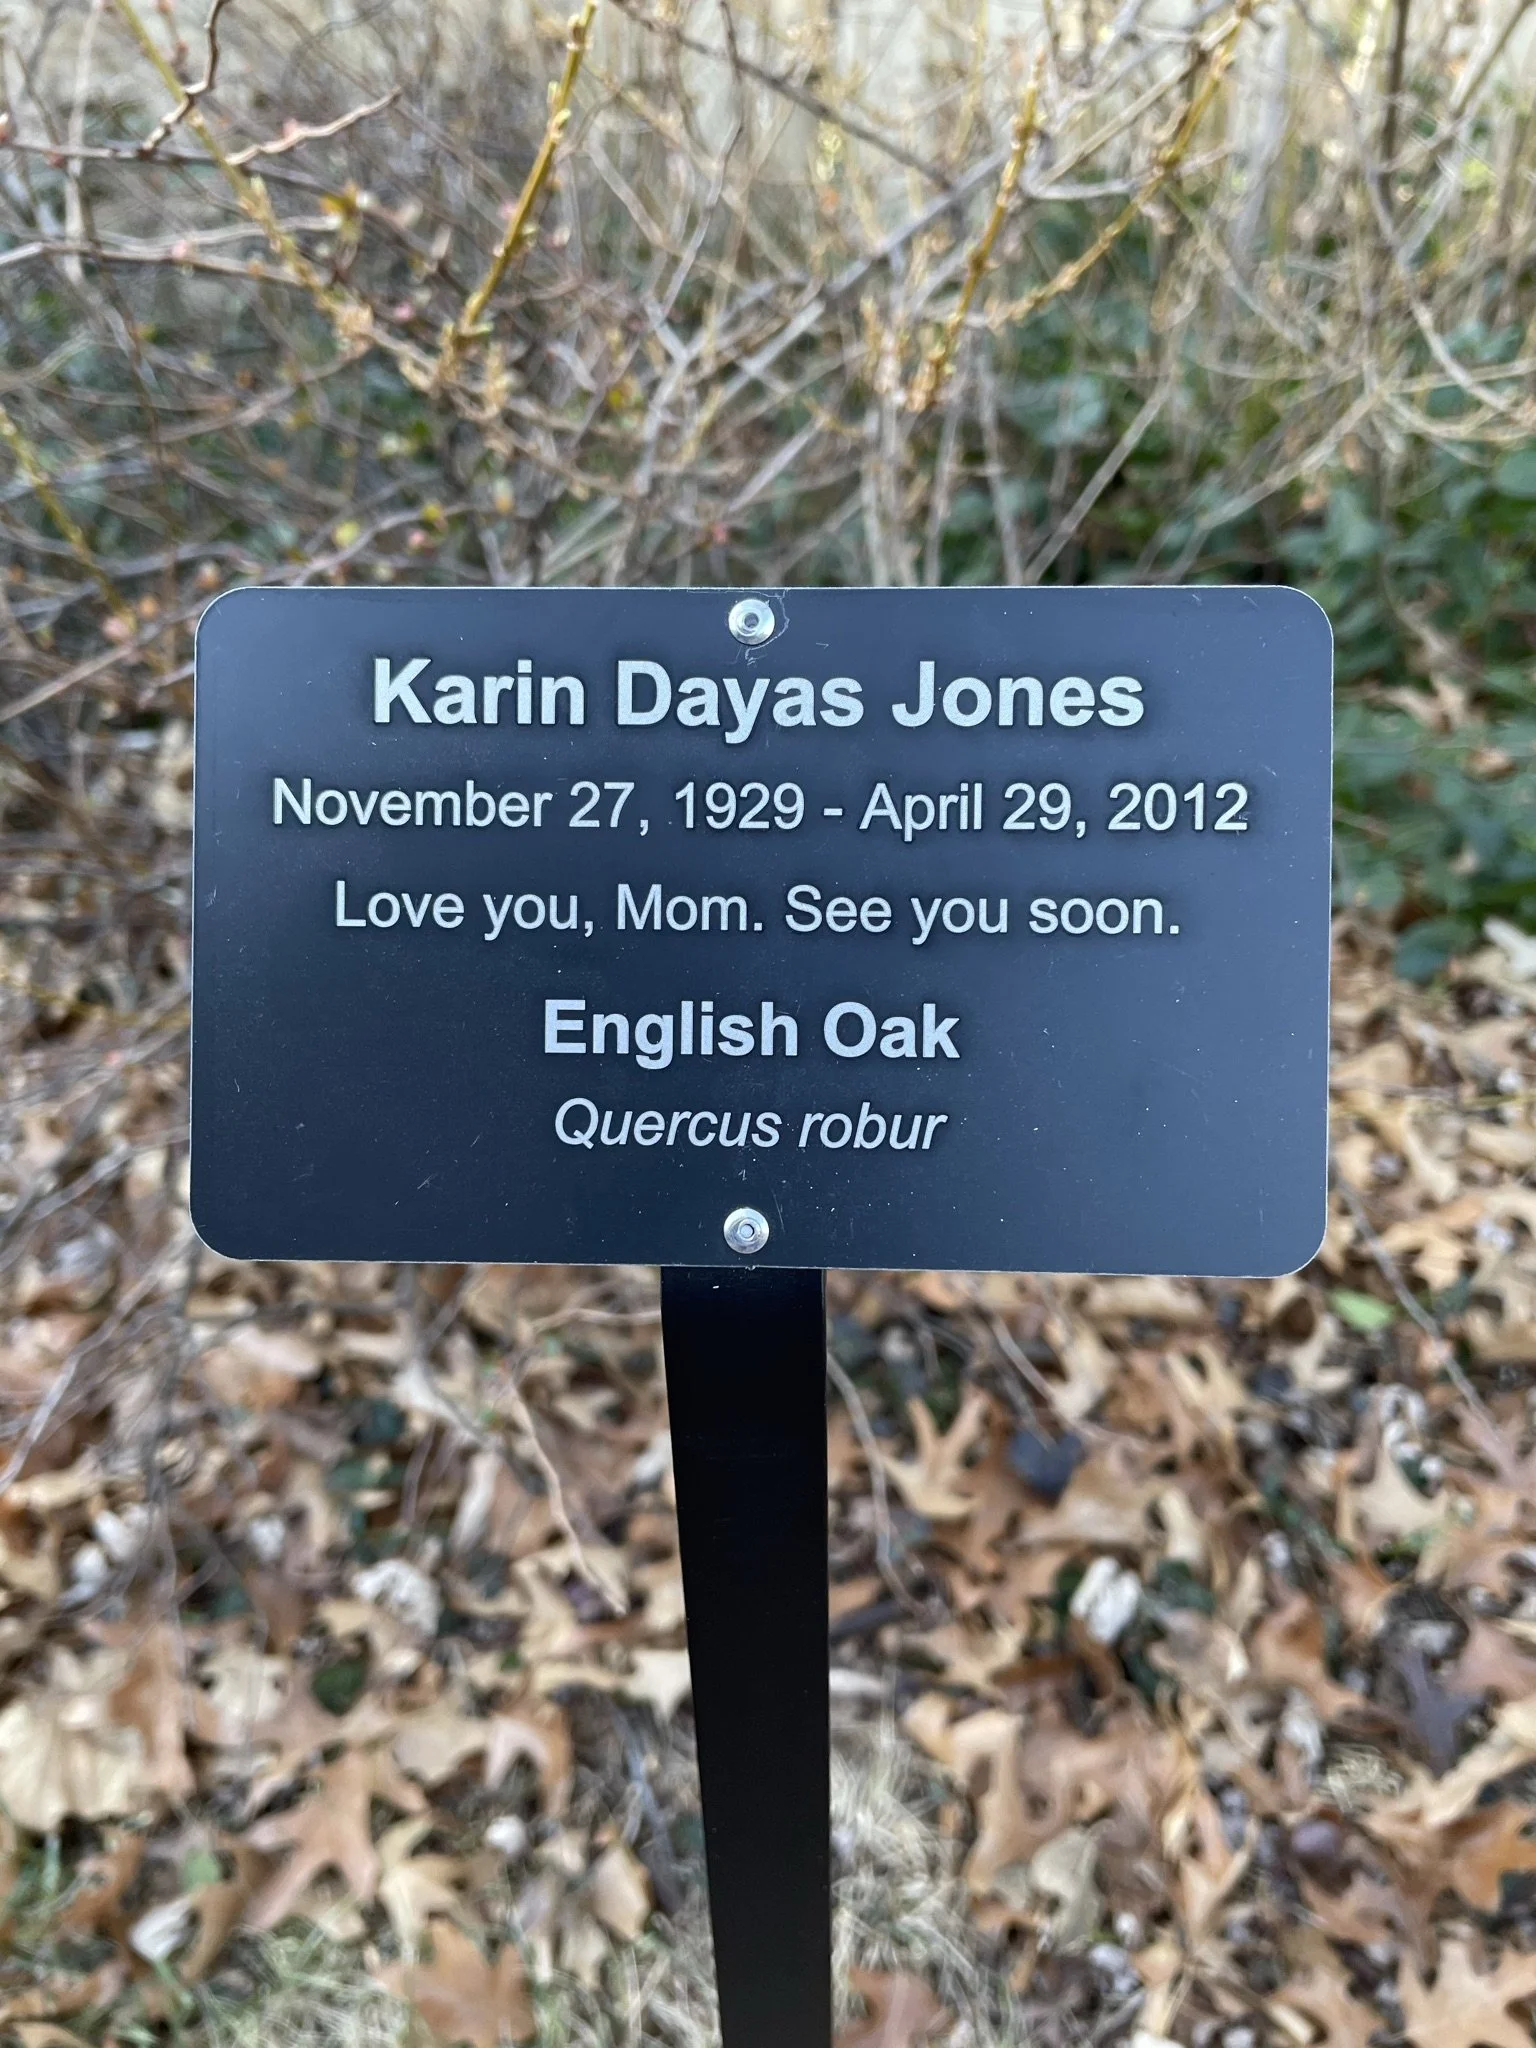 Karin Dayas Jones
November 27, 1929 - April 29, 2012
Love you, Mom. See you soon.
English Oak
Quercus robur